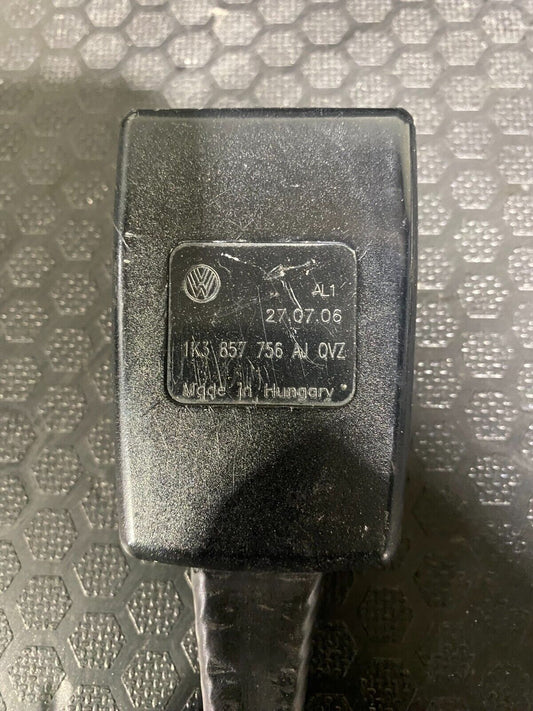 AL1
27.07.06
1K3 857 756 AJ QVZ
Made in Hungary